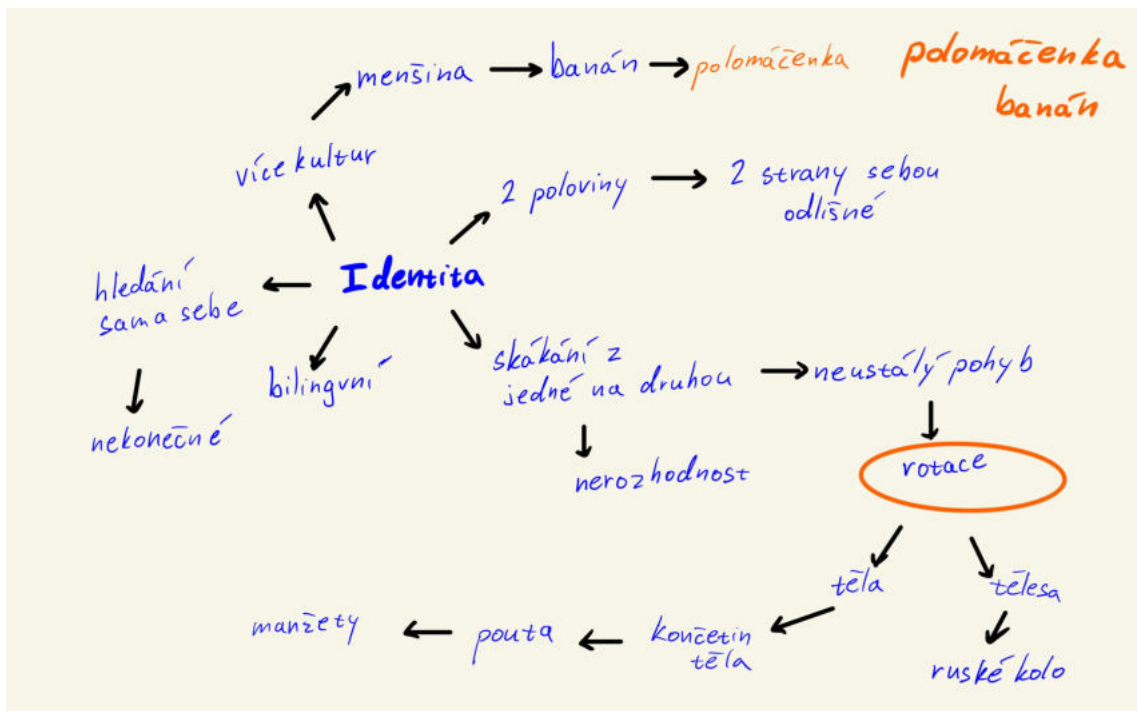 menšina
banán
polomáčenka
polomáčenka
banán
více kultur
2 poloviny
2 strany sebou
odlišné
Identita
hledání
sama sebe
bilingvní
skákání z
jedné na druhou
neustálý pohyb
nekonečné
nerozhodnost
rotace
těla
tělesa
manžety
pouta
končetin
těla
ruské kolo